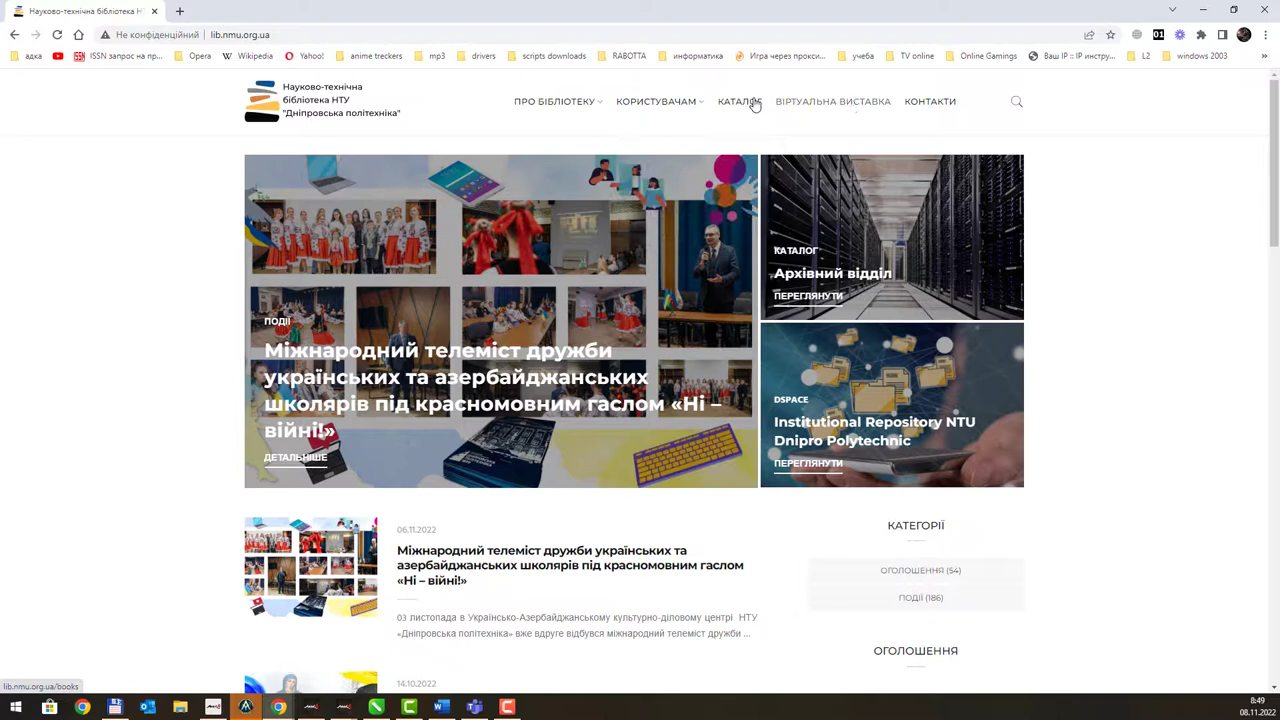 Науково-технічна бібліотека Н
Не конфіденційний
lib.nmu.org.ua
адка
ISSN запрос на пр...
Opera
Wikipedia
Yahoo!
anime treckers
mp3
drivers
scripts downloads
RABOTTA
информатика
Игра через прокси...
учеба
TV online
Online Gamings
Ваш IP :: IP инстру...
L2
windows 2003
Науково-технічна
бібліотека НТУ
"Дніпровська політехніка"
ПРО БІБЛІОТЕКУ
КОРИСТУВАЧАМ
КАТАЛОГ
ВІРТУАЛЬНА ВИСТАВКА
КОНТАКТИ
ПОДІЇ
Міжнародний телеміст дружби
українських та азербайджанських
школярів під красномовним гаслом «Ні –
війні!»
ДЕТАЛЬНІШЕ
КАТАЛОГ
Архівний відділ
ПЕРЕГЛЯНУТИ
DSPACE
Institutional Repository NTU
Dnipro Polytechnic
ПЕРЕГЛЯНУТИ
06.11.2022
Міжнародний телеміст дружби українських та
азербайджанських школярів під красномовним гаслом
«Ні – війні!»
03 листопада в Українсько-Азербайджанському культурно-діловому центрі НТУ
«Дніпровська політехніка» вже вдруге відбувся міжнародний телеміст дружби ...
14.10.2022
КАТЕГОРІЇ
ОГОЛОШЕННЯ (54)
ПОДІЇ (186)
ОГОЛОШЕННЯ
lib.nmu.org.ua/books
8:49
08.11.2022